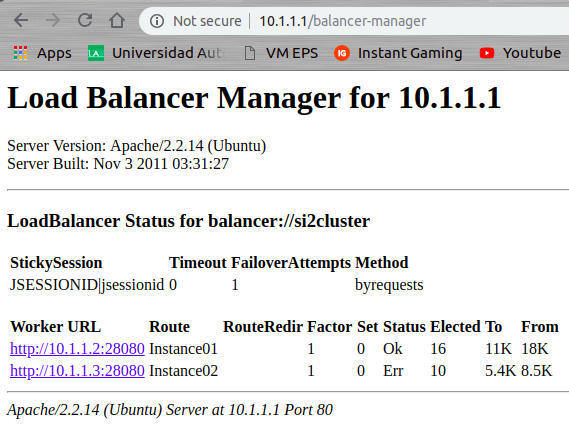 Not secure | 10.1.1.1/balancer-manager
Apps Universidad Aut VM EPS IG Instant Gaming Youtube
Load Balancer Manager for 10.1.1.1
Server Version: Apache/2.2.14 (Ubuntu)
Server Built: Nov 3 2011 03:31:27
LoadBalancer Status for balancer://si2cluster
StickySession Timeout FailoverAttempts Method
JSESSIONID|jsessionid 0 1 byrequests
Worker URL Route RouteRedir Factor Set Status Elected To From
http://10.1.1.2:28080 Instance01 1 0 Ok 16 11K 18K
http://10.1.1.3:28080 Instance02 1 0 Err 10 5.4K 8.5K
Apache/2.2.14 (Ubuntu) Server at 10.1.1.1 Port 80